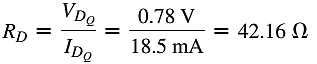 R_D = V_{D_Q} / I_{D_Q} = 0.78 V / 18.5 mA = 42.16 Ω